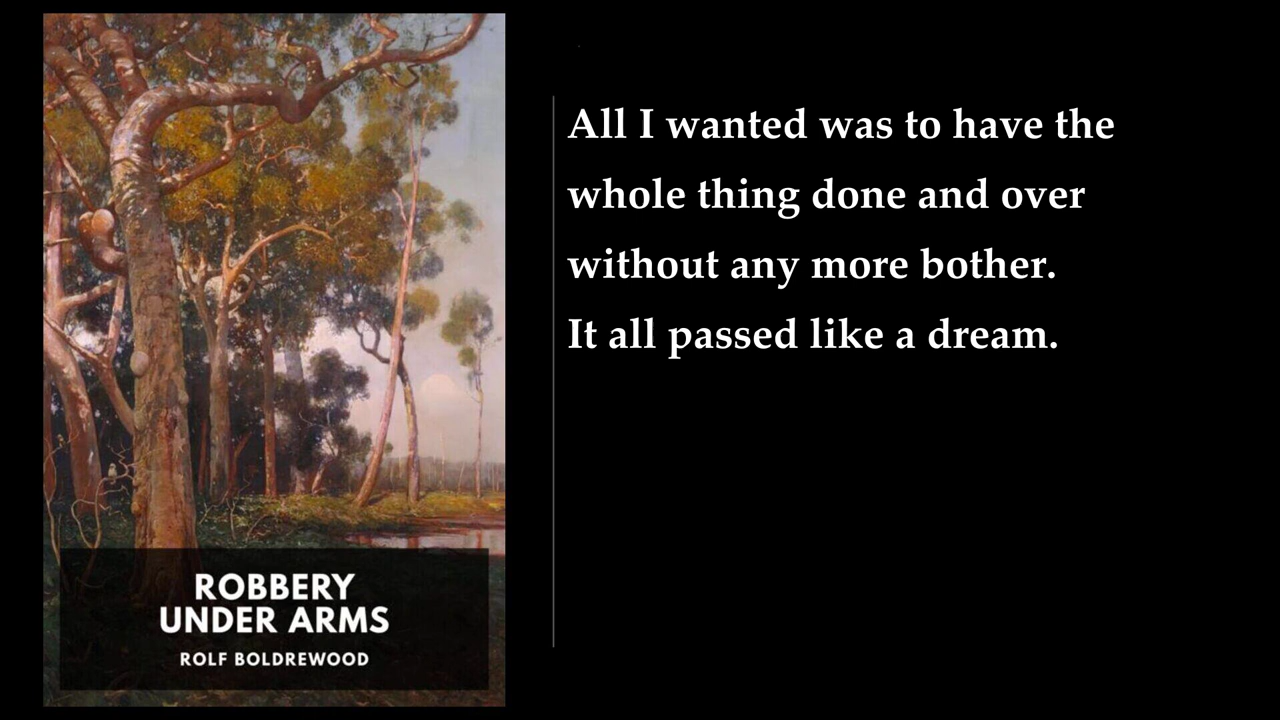 All I wanted was to have the
whole thing done and over
without any more bother.
It all passed like a dream.
ROBBERY
UNDER ARMS
ROLF BOLDREWOOD